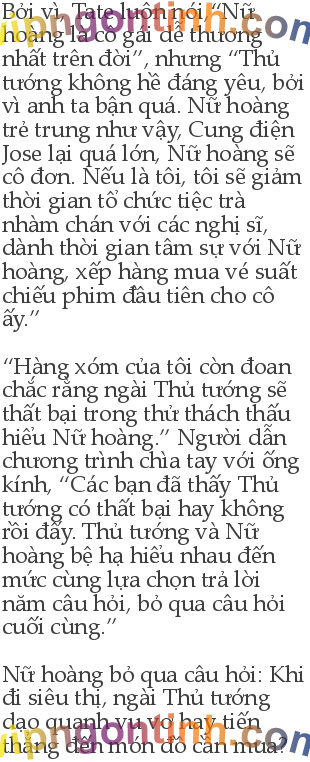 Bởi vì, Tate luôn nói,“Nữ
hoàng là cô gái dễ thương
nhất trên đời”, nhưng “Thủ
tướng không hề đáng yêu, bởi
vì anh ta bận quá. Nữ hoàng
trẻ trung như vậy, Cung điện
Jose lại quá lớn, Nữ hoàng sẽ
cô đơn. Nếu là tôi, tôi sẽ giảm
thời gian tổ chức tiệc trà
nhàm chán với các nghị sĩ,
dành thời gian tâm sự với Nữ
hoàng, xếp hàng mua vé suất
chiếu phim đầu tiên cho cô
ấy.”
“Hàng xóm của tôi còn đoan
chắc rằng ngài Thủ tướng sẽ
thất bại trong thử thách thấu
hiểu Nữ hoàng.” Người dẫn
chương trình chìa tay với ống
kính, “Các bạn đã thấy Thủ
tướng có thất bại hay không
rồi đấy. Thủ tướng và Nữ
hoàng bệ hạ hiểu nhau đến
mức cùng lựa chọn trả lời
năm câu hỏi, bỏ qua câu hỏi
cuối cùng.”
Nữ hoàng bỏ qua câu hỏi: Khi
đi siêu thị, ngài Thủ tướng
dạo quanh vu vơ hay tiến
thẳng đến món đồ cần mua?
vipngontinh.com
vipngontinh.com